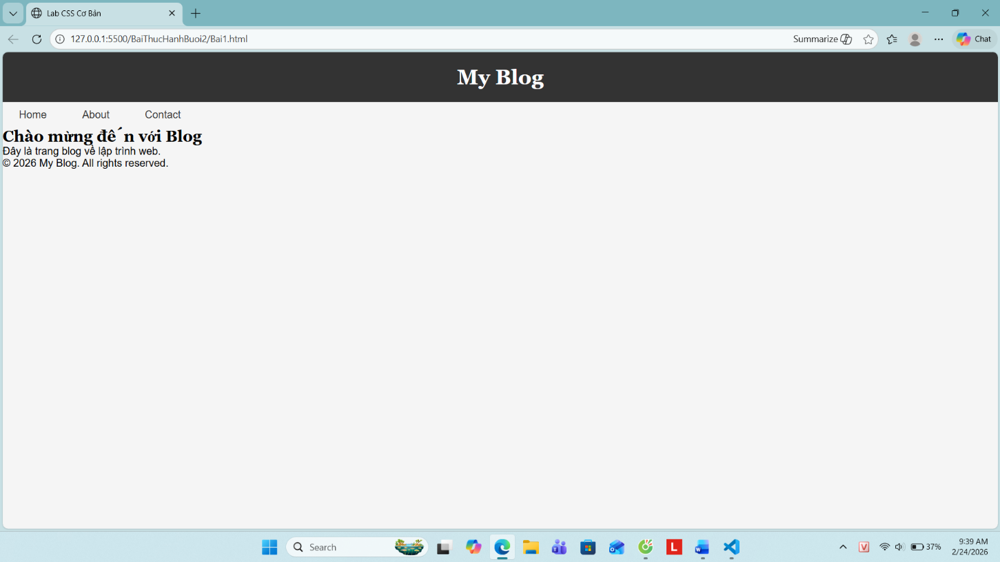 Lab CSS Cơ Bản
127.0.0.1:5500/BaiThucHanhBuoi2/Bai1.html
Summarize
Chat
My Blog
Home About Contact
Chào mừng đến với Blog
Đây là trang blog về lập trình web.
© 2026 My Blog. All rights reserved.
Search
37%
9:39 AM
2/24/2026